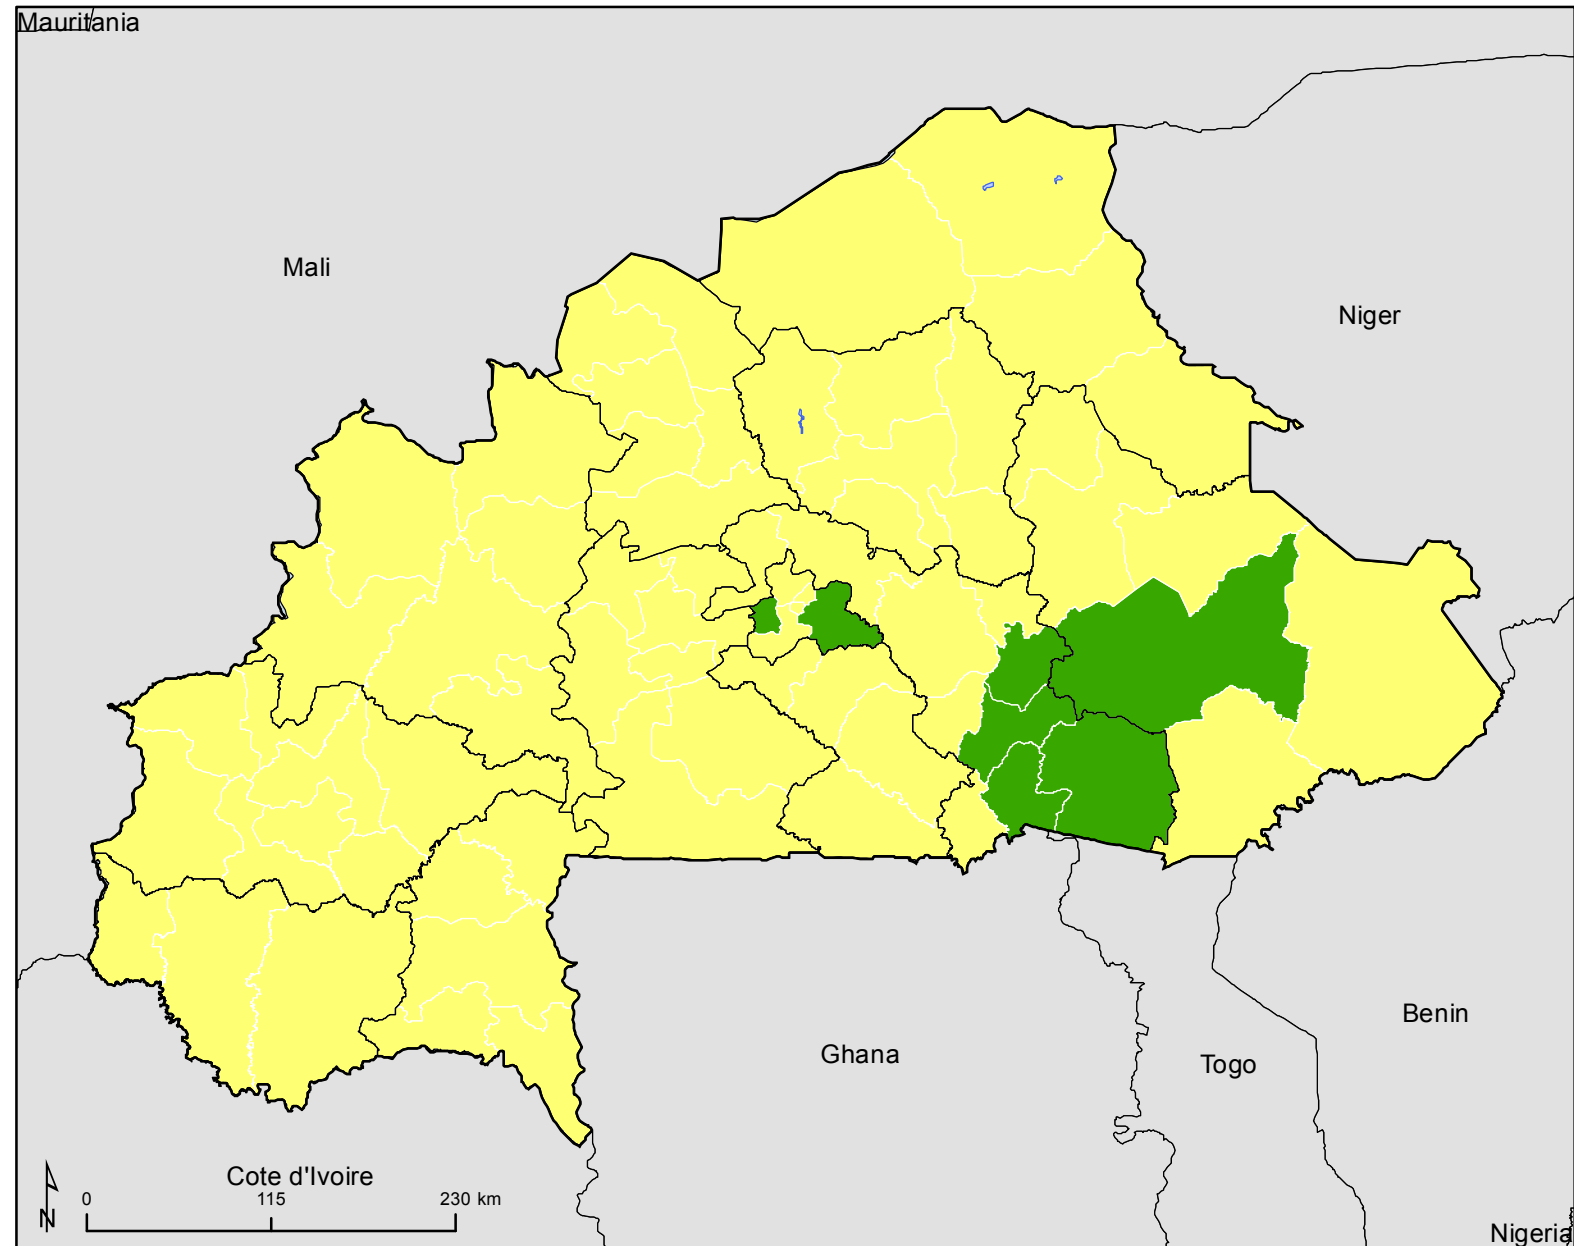 Mauritania
Mali
Niger
Benin
Ghana
Togo
Cote d'Ivoire
0 115 230 km
N
Nigeria